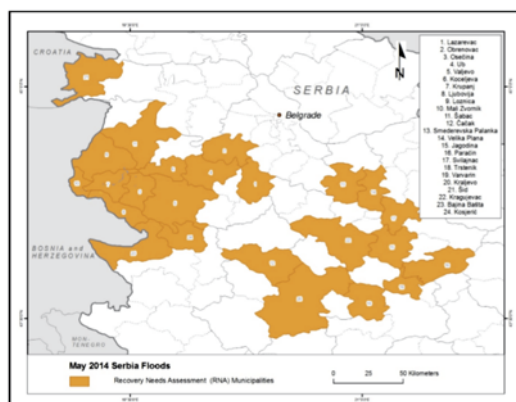 CROATIA
SERBIA
N
Belgrade
BOSNIA and
HERZEGOVINA
MON-
TENEGRO
1. Lazarevac
2. Obrenovac
3. Osečina
4. Ub
5. Valjevo
6. Koceljeva
7. Krupanj
8. Ljubovija
9. Loznica
10. Mali Zvornik
11. Šabac
12. Čačak
13. Smederevska Palanka
14. Velika Plana
15. Jagodina
16. Paraćin
17. Svilajnac
18. Trstenik
19. Varvarin
20. Kraljevo
21. Šid
22. Kragujevac
23. Bajina Bašta
24. Kosjerić
May 2014 Serbia Floods
Recovery Needs Assessment (RNA) Municipalities
0 25 50 Kilometers